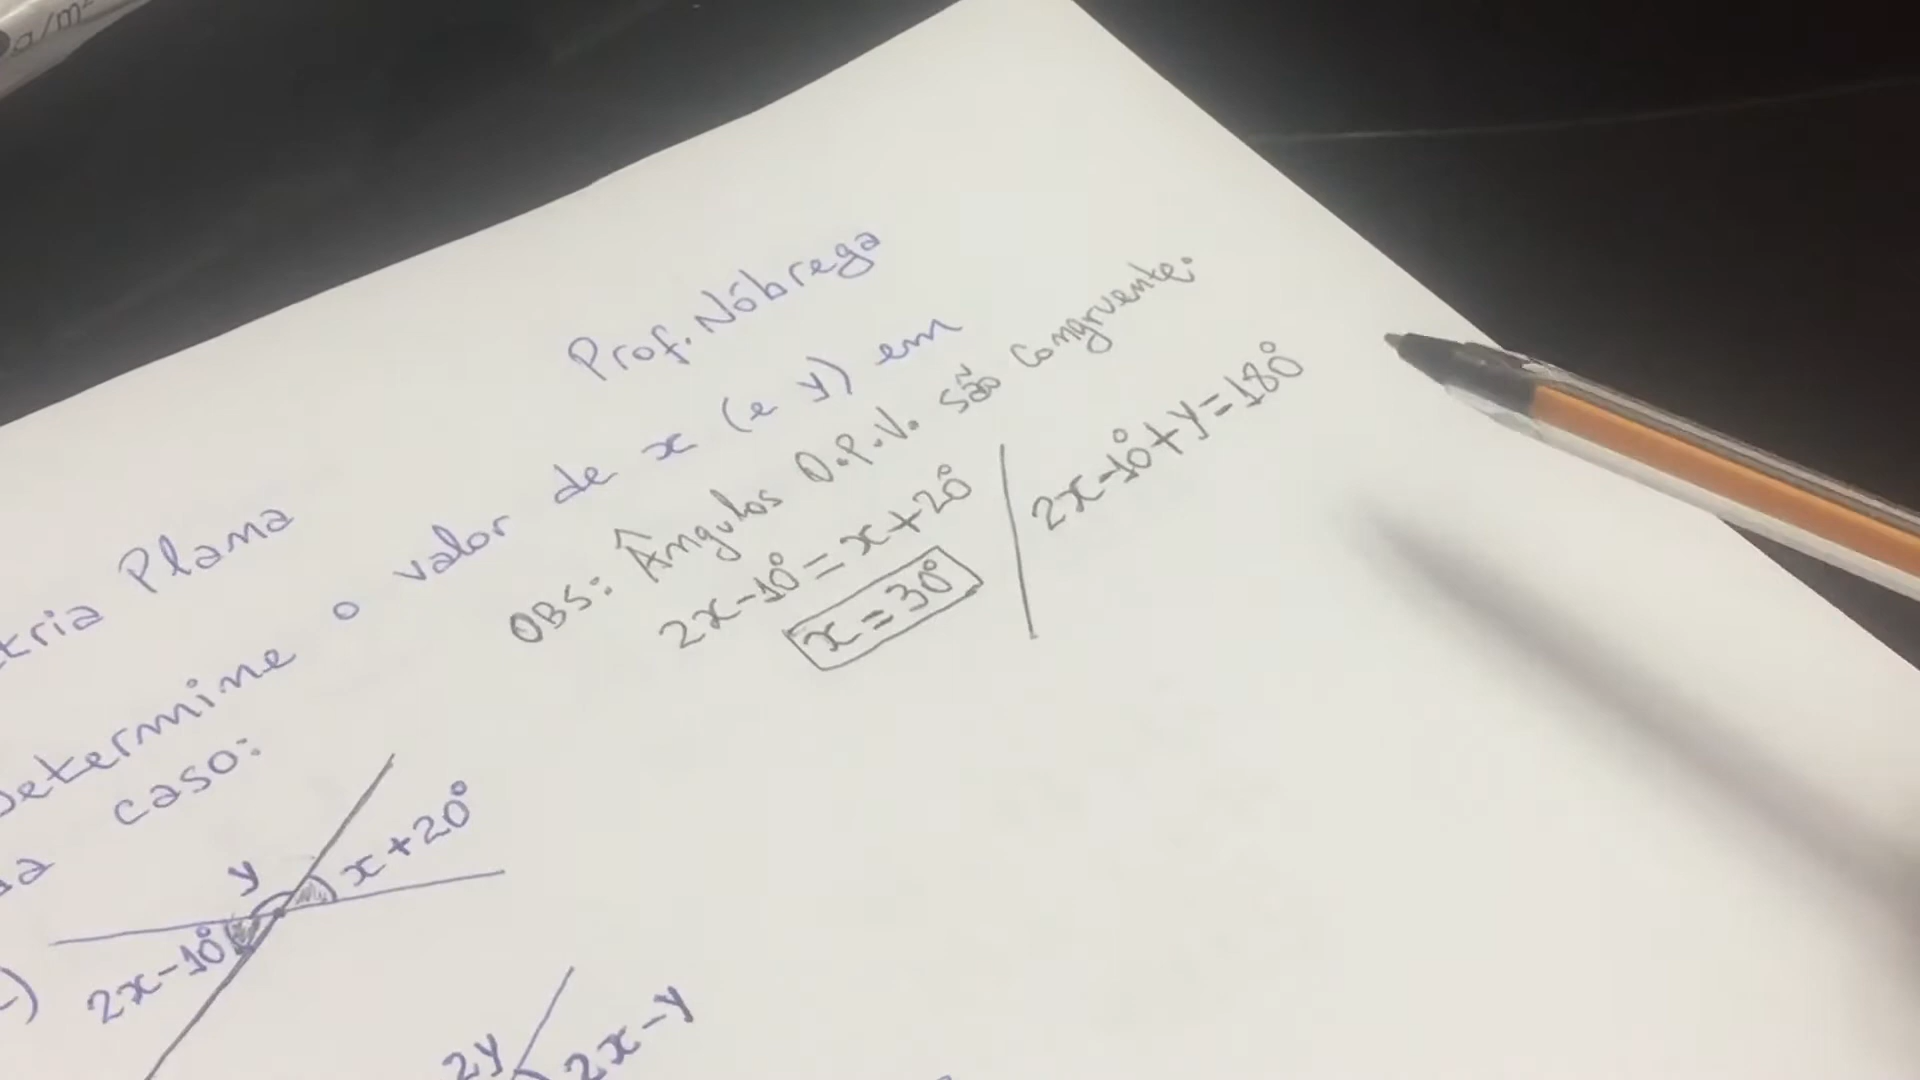 a/m²
Prof. Nóbrega
tria Plana
Determine o valor de x (e y) em
caso:
OBS: Ângulos O.P.V. são Congruente.
2x-10°=x+20°
x=30°
2x-10°+y=180°
y
x+20°
2x-10°
2y
2x-y